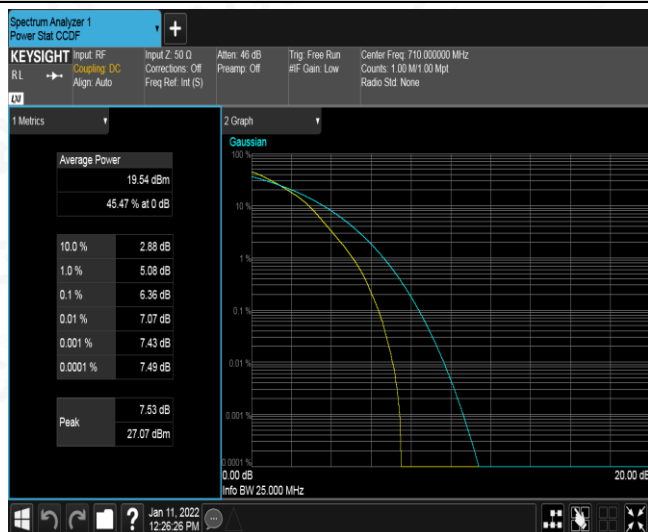 Spectrum Analyzer 1
Power Stat CCDF
+
KEYSIGHT
RL
Input: RF
Coupling: DC
Align: Auto
Input Z: 50 Ω
Corrections: Off
Freq Ref: Int (S)
Atten: 46 dB
Preamp: Off
Trig: Free Run
#IF Gain: Low
Center Freq: 710.000000 MHz
Counts: 1.00 M/1.00 Mpt
Radio Std: None
LXI
1 Metrics
Average Power
19.54 dBm
45.47 % at 0 dB
10.0 % 2.88 dB
1.0 % 5.08 dB
0.1 % 6.36 dB
0.01 % 7.07 dB
0.001 % 7.43 dB
0.0001 % 7.49 dB
Peak
7.53 dB
27.07 dBm
2 Graph
Gaussian
100 %
10 %
1 %
0.1 %
0.01 %
0.001 %
0.0001 %
0.00 dB 20.00 dB
Info BW 25.000 MHz
?
Jan 11, 2022
12:26:26 PM